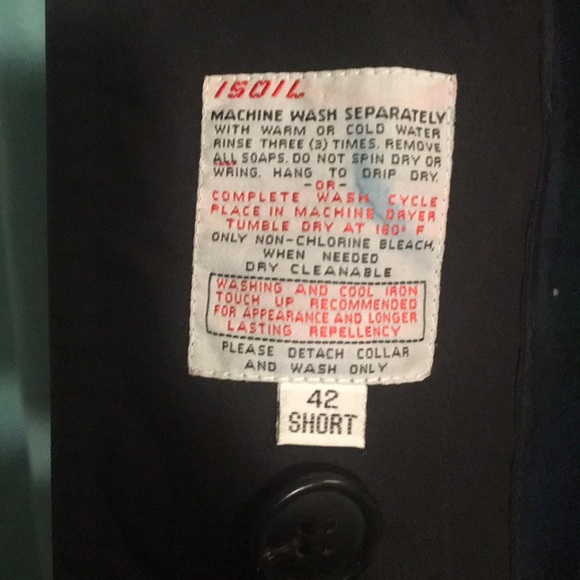 ISOIL
MACHINE WASH SEPARATELY
WITH WARM OR COLD WATER
RINSE THREE (3) TIMES. REMOVE
ALL SOAPS. DO NOT SPIN DRY OR
WRING. HANG TO DRIP DRY.
-OR-
COMPLETE WASH CYCLE
PLACE IN MACHINE DRYER
TUMBLE DRY AT 160° F
ONLY NON-CHLORINE BLEACH,
WHEN NEEDED
DRY CLEANABLE
WASHING AND COOL IRON
TOUCH UP RECOMMENDED
FOR APPEARANCE AND LONGER
LASTING REPELLENCY
PLEASE DETACH COLLAR
AND WASH ONLY
42
SHORT